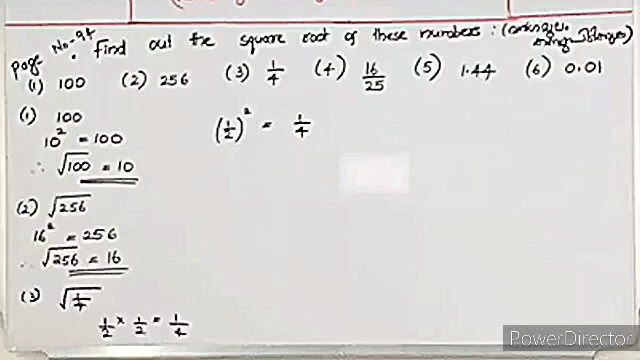 Page No-94. Find out the square root of these numbers:
(1) 100 (2) 256 (3) 1/4 (4) 16/25 (5) 1.44 (6) 0.01
(1) 100
10² = 100
∴ √100 = 10
(2) √256
16² = 256
∴ √256 = 16
(3) √1/4
1/2 × 1/2 = 1/4
(1/2)² = 1/4
PowerDirector